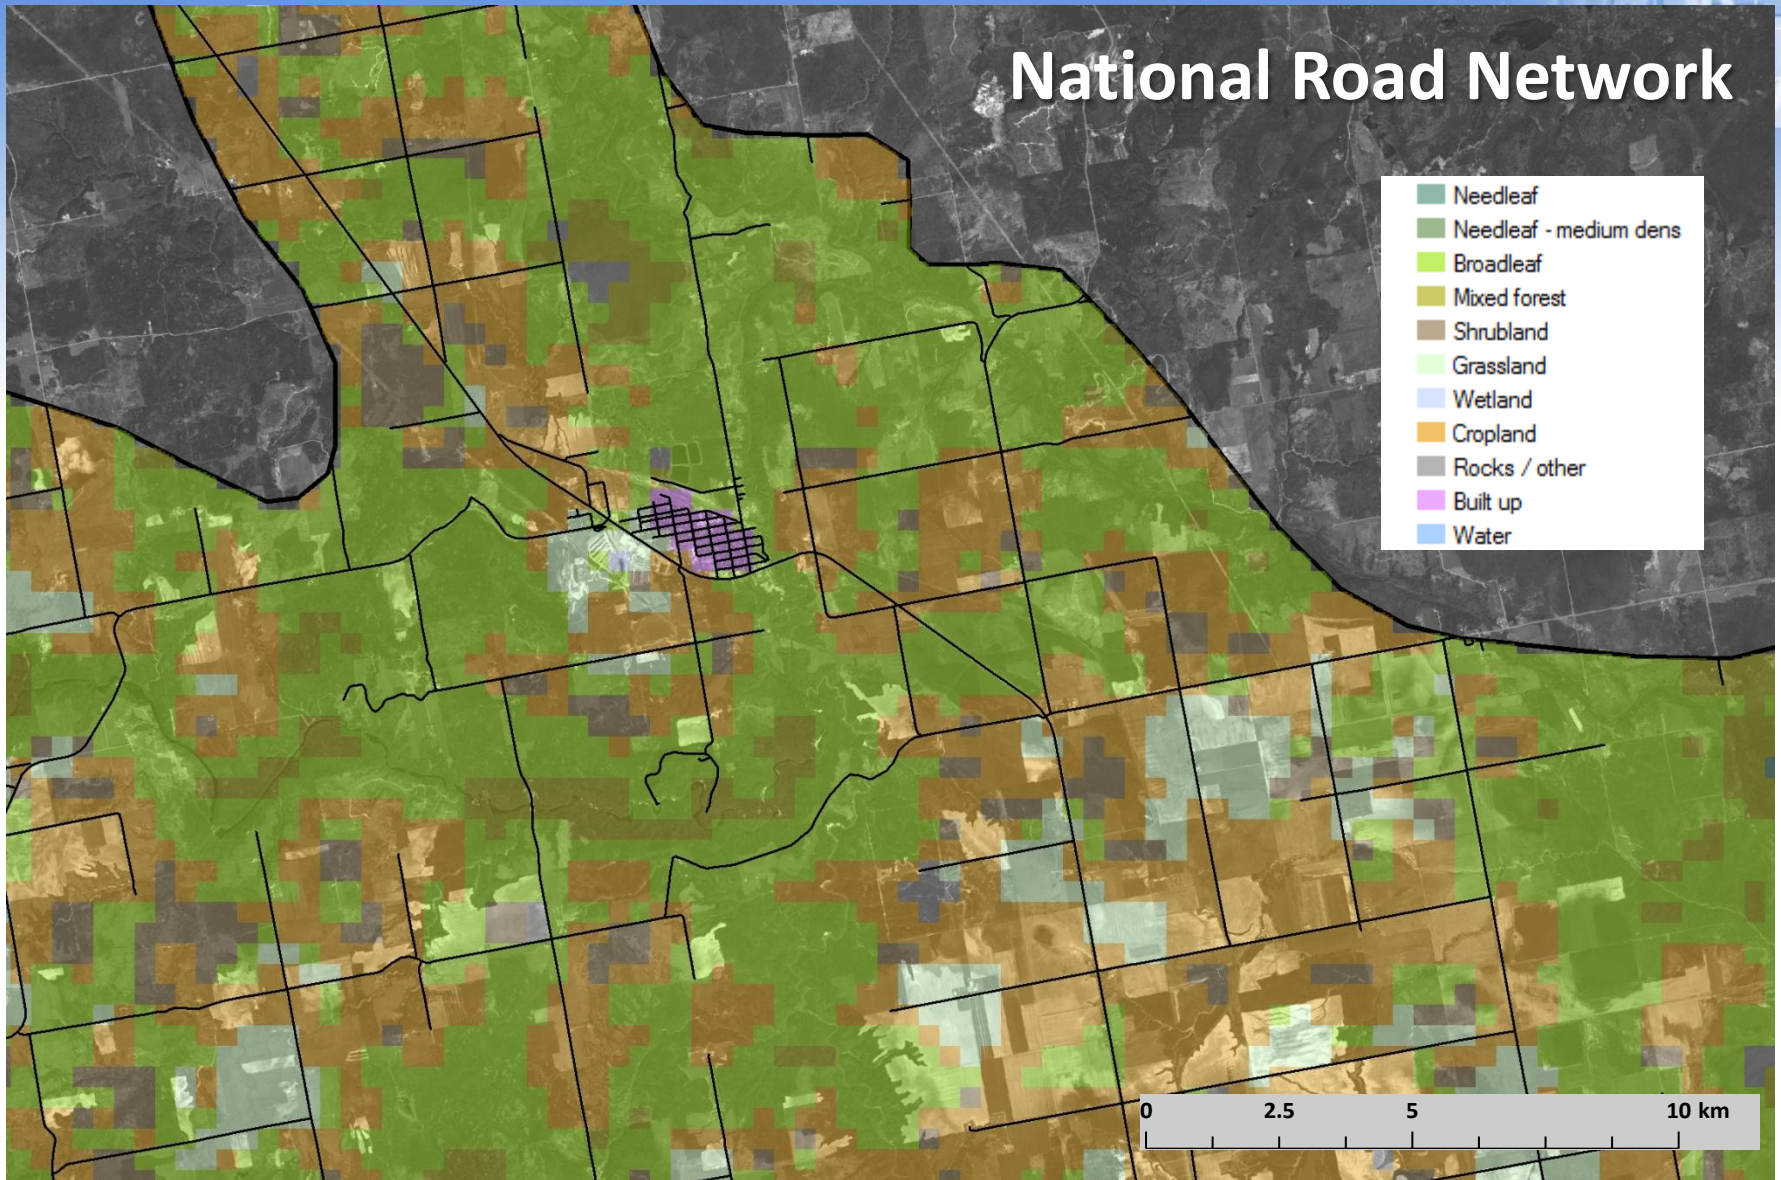 National Road Network
Needleaf
Needleaf - medium dens
Broadleaf
Mixed forest
Shrubland
Grassland
Wetland
Cropland
Rocks / other
Built up
Water
0 2.5 5 10 km